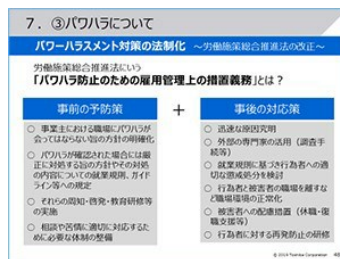 7．③パワハラについて
パワーハラスメント対策の法制化 ～労働施策総合推進法の改正～
労働施策総合推進法にいう
「パワハラ防止のための雇用管理上の措置義務」とは？
事前の予防策
○ 事業主における職場にパワハラが
会ってはならない旨の方針の明確化
○ パワハラが確認された場合には厳
正に対処する旨の方針やその対処
の内容についての就業規則、ガイド
ライン等への規定
○ それらの周知・啓発・教育研修等
の実施
○ 相談や苦情に適切に対応するた
めに必要な体制の整備
+
事後の対応策
○ 迅速な原因究明
○ 外部の専門家の活用（調査手
続等）
○ 就業規則に基づき行為者への適
切な懲戒処分を検討
○ 行為者と被害者の職場を離すな
ど職場環境の正常化
○ 被害者への配慮措置（休職・復
職支援等）
○ 行為者に対する再発防止の研修